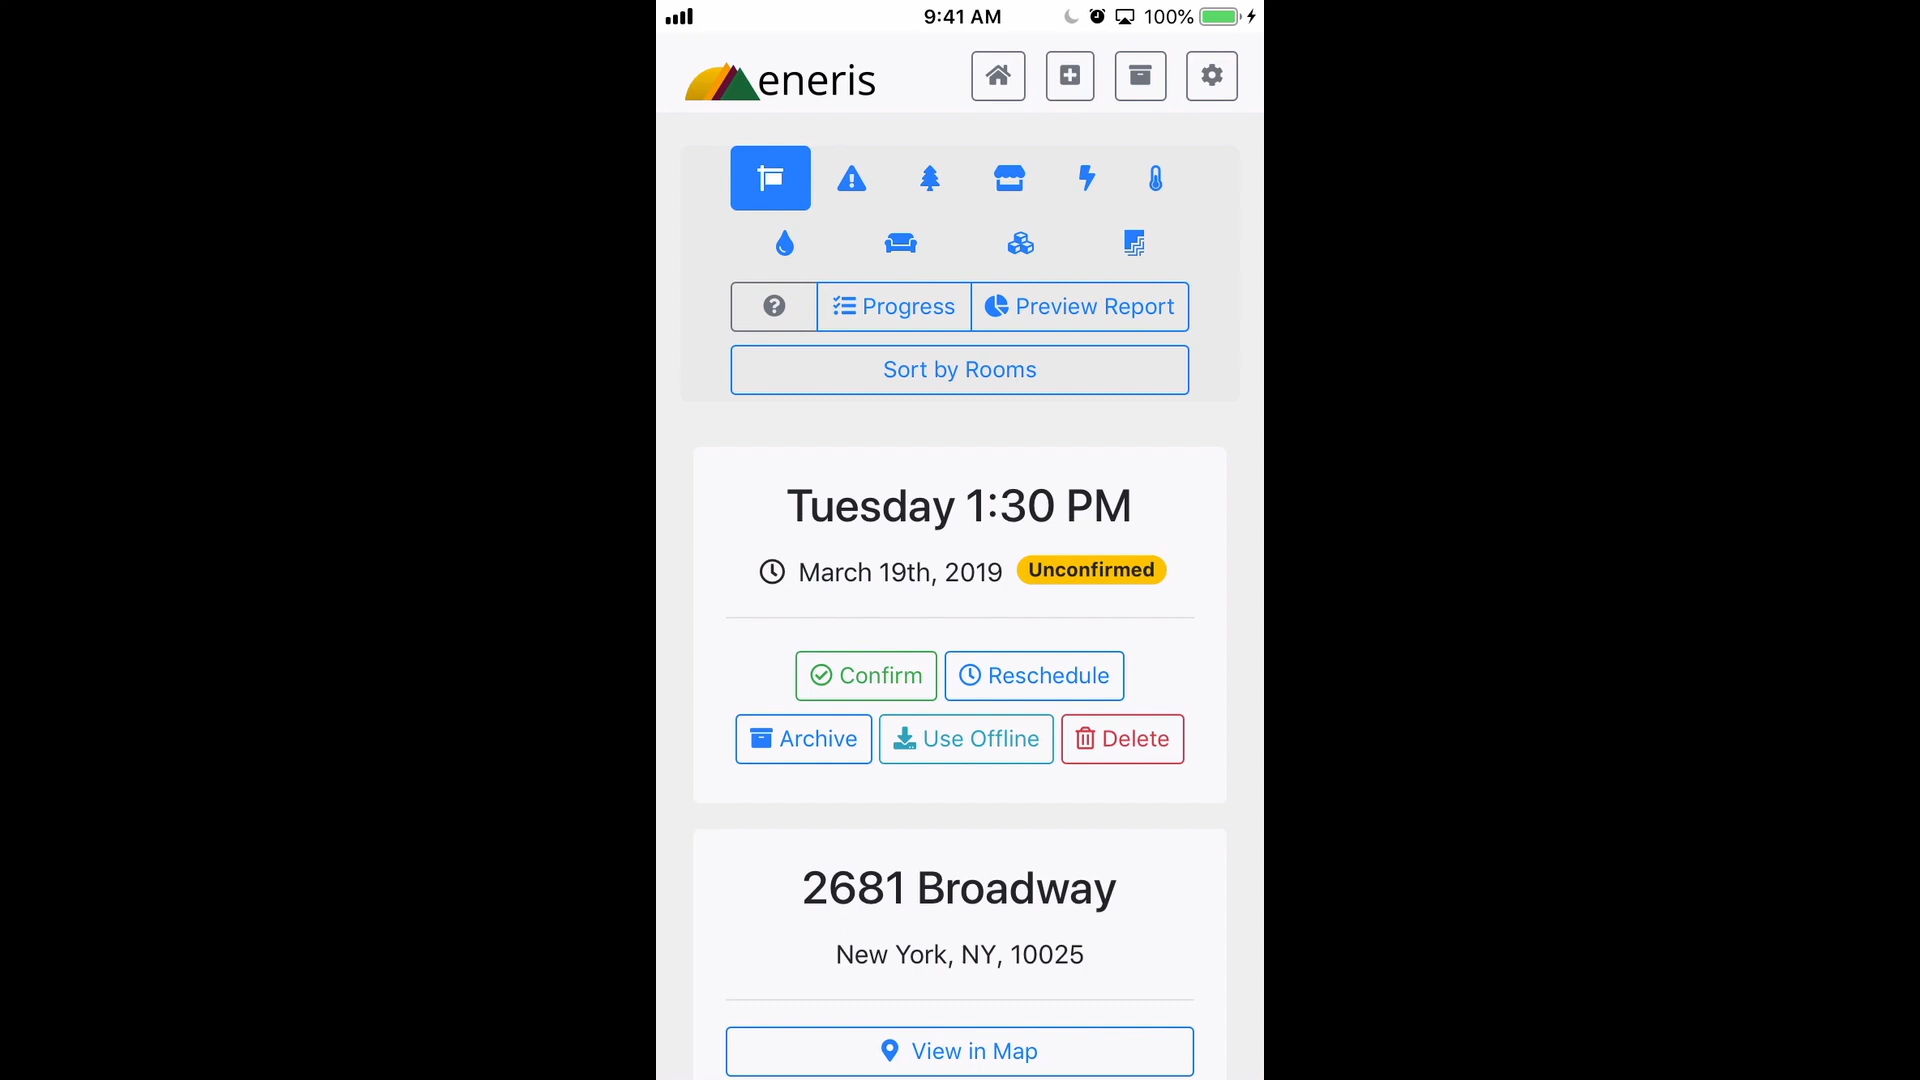 9:41 AM 100%
eneris
Progress Preview Report
Sort by Rooms
Tuesday 1:30 PM
March 19th, 2019 Unconfirmed
Confirm Reschedule
Archive Use Offline Delete
2681 Broadway
New York, NY, 10025
View in Map